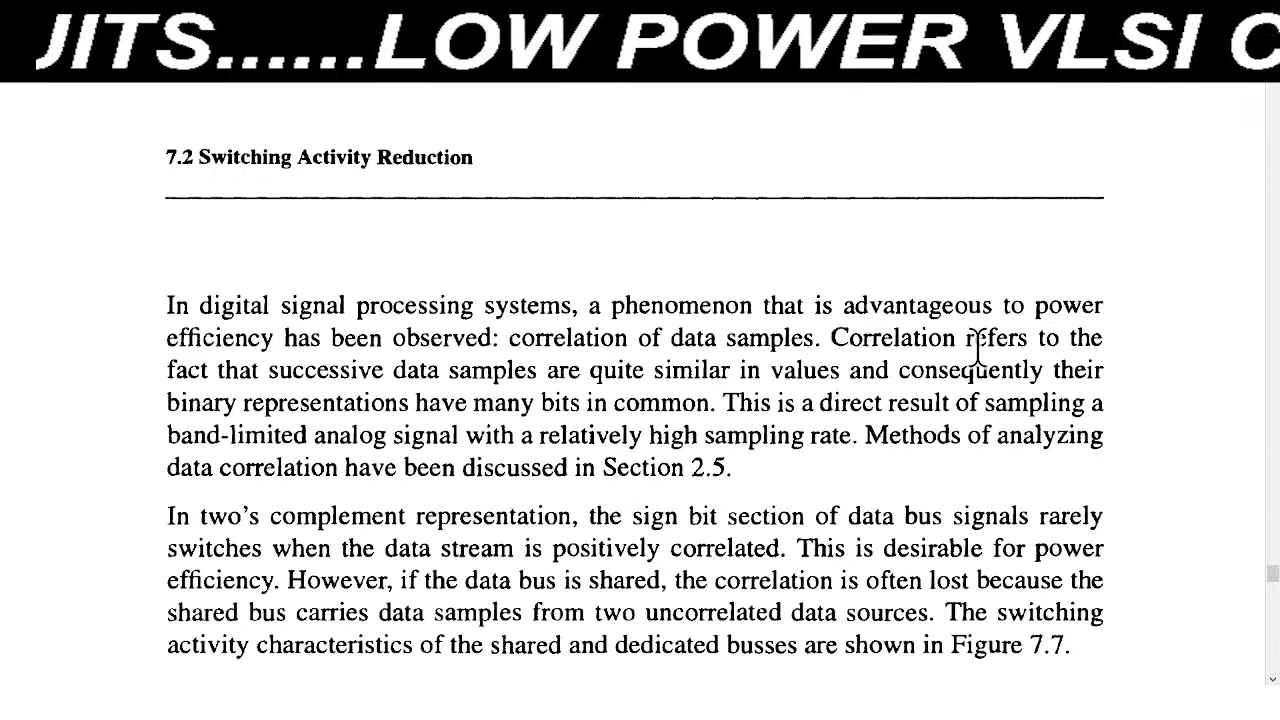 JITS......LOW POWER VLSI C
7.2 Switching Activity Reduction
In digital signal processing systems, a phenomenon that is advantageous to power
efficiency has been observed: correlation of data samples. Correlation refers to the
fact that successive data samples are quite similar in values and consequently their
binary representations have many bits in common. This is a direct result of sampling a
band-limited analog signal with a relatively high sampling rate. Methods of analyzing
data correlation have been discussed in Section 2.5.
In two's complement representation, the sign bit section of data bus signals rarely
switches when the data stream is positively correlated. This is desirable for power
efficiency. However, if the data bus is shared, the correlation is often lost because the
shared bus carries data samples from two uncorrelated data sources. The switching
activity characteristics of the shared and dedicated busses are shown in Figure 7.7.